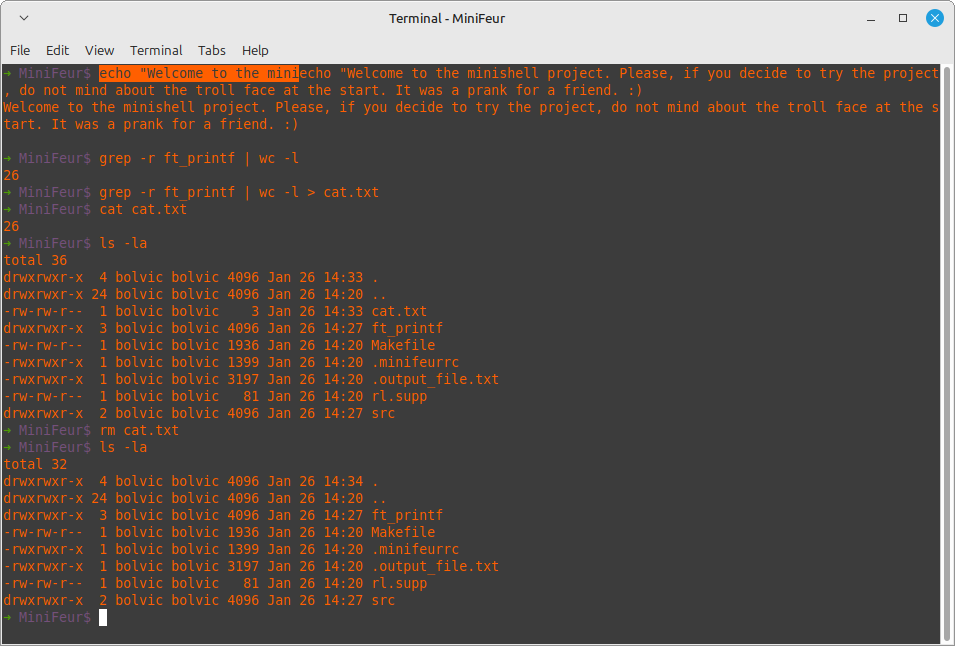 Terminal - MiniFeur
File Edit View Terminal Tabs Help
→ MiniFeur$ echo "Welcome to the miniecho "Welcome to the minishell project. Please, if you decide to try the project
, do not mind about the troll face at the start. It was a prank for a friend. :)
Welcome to the minishell project. Please, if you decide to try the project, do not mind about the troll face at the s
tart. It was a prank for a friend. :)
→ MiniFeur$ grep -r ft_printf | wc -l
26
→ MiniFeur$ grep -r ft_printf | wc -l > cat.txt
→ MiniFeur$ cat cat.txt
26
→ MiniFeur$ ls -la
total 36
drwxrwxr-x  4 bolvic bolvic 4096 Jan 26 14:33 .
drwxrwxr-x 24 bolvic bolvic 4096 Jan 26 14:20 ..
-rw-rw-r--  1 bolvic bolvic    3 Jan 26 14:33 cat.txt
drwxrwxr-x  3 bolvic bolvic 4096 Jan 26 14:27 ft_printf
-rw-rw-r--  1 bolvic bolvic 1936 Jan 26 14:20 Makefile
-rwxrwxr-x  1 bolvic bolvic 1399 Jan 26 14:20 .minifeurrc
-rwxrwxr-x  1 bolvic bolvic 3197 Jan 26 14:20 .output_file.txt
-rw-rw-r--  1 bolvic bolvic   81 Jan 26 14:20 rl.supp
drwxrwxr-x  2 bolvic bolvic 4096 Jan 26 14:27 src
→ MiniFeur$ rm cat.txt
→ MiniFeur$ ls -la
total 32
drwxrwxr-x  4 bolvic bolvic 4096 Jan 26 14:34 .
drwxrwxr-x 24 bolvic bolvic 4096 Jan 26 14:20 ..
drwxrwxr-x  3 bolvic bolvic 4096 Jan 26 14:27 ft_printf
-rw-rw-r--  1 bolvic bolvic 1936 Jan 26 14:20 Makefile
-rwxrwxr-x  1 bolvic bolvic 1399 Jan 26 14:20 .minifeurrc
-rwxrwxr-x  1 bolvic bolvic 3197 Jan 26 14:20 .output_file.txt
-rw-rw-r--  1 bolvic bolvic   81 Jan 26 14:20 rl.supp
drwxrwxr-x  2 bolvic bolvic 4096 Jan 26 14:27 src
→ MiniFeur$